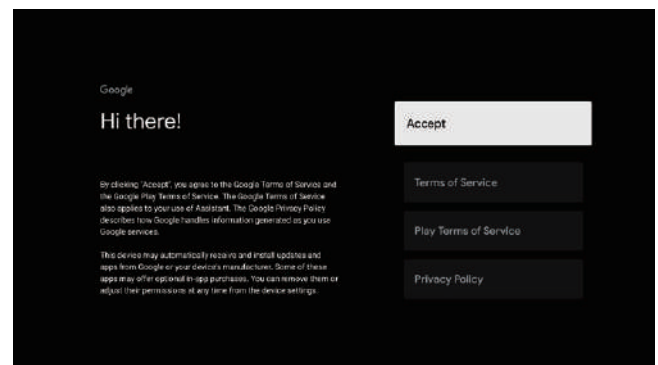 Google
Hi there!
By clicking "Accept", you agree to the Google Terms of Service and
the Google Play Terms of Service. The Google Terms of Service
also applies to your use of Assistant. The Google Privacy Policy
describes how Google handles information generated as you use
Google services.
This device may automatically receive and install updates and
apps from Google or your device's manufacturer. Some of these
apps may offer optional in-app purchases. You can remove them or
adjust their permissions at any time from the device settings.
Accept
Terms of Service
Play Terms of Service
Privacy Policy